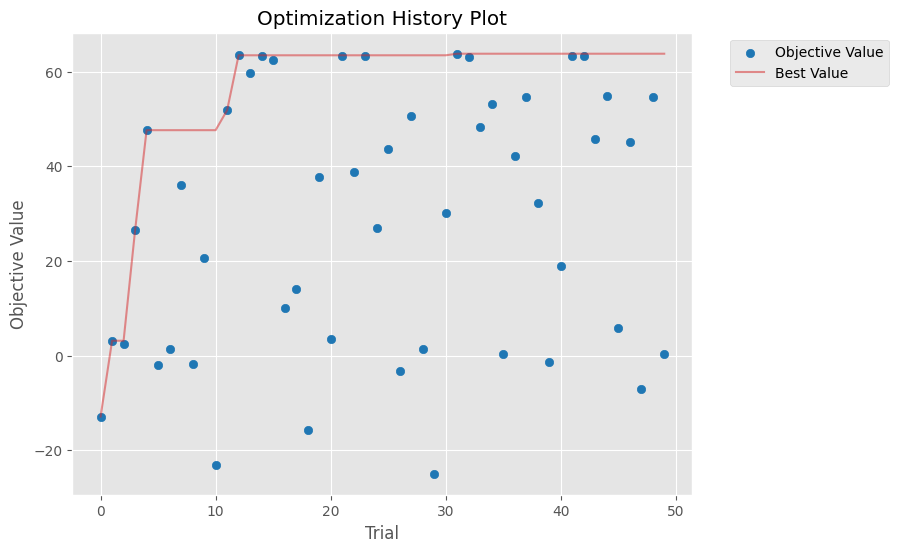 Optimization History Plot
Objective Value
Best Value
Objective Value
60
40
20
0
−20
0 10 20 30 40 50
Trial